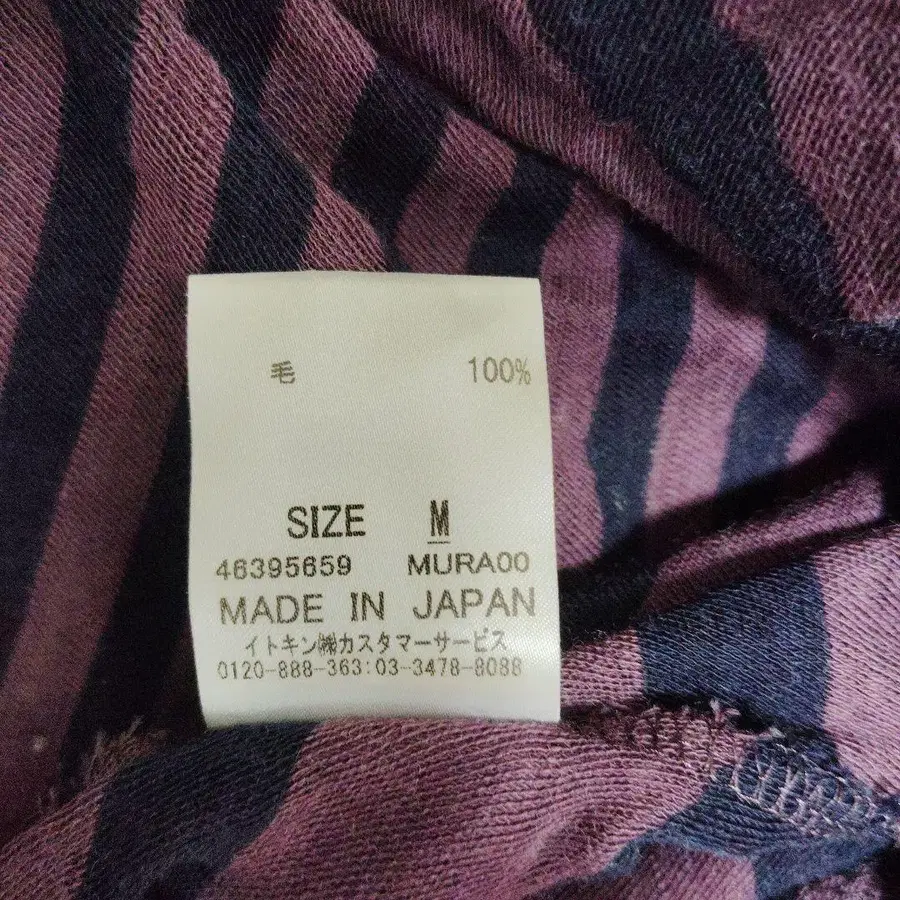 毛 100%
SIZE M
46395659 MURA00
MADE IN JAPAN
イトキン㈱カスタマーサービス
0120-888-363:03-3478-8088